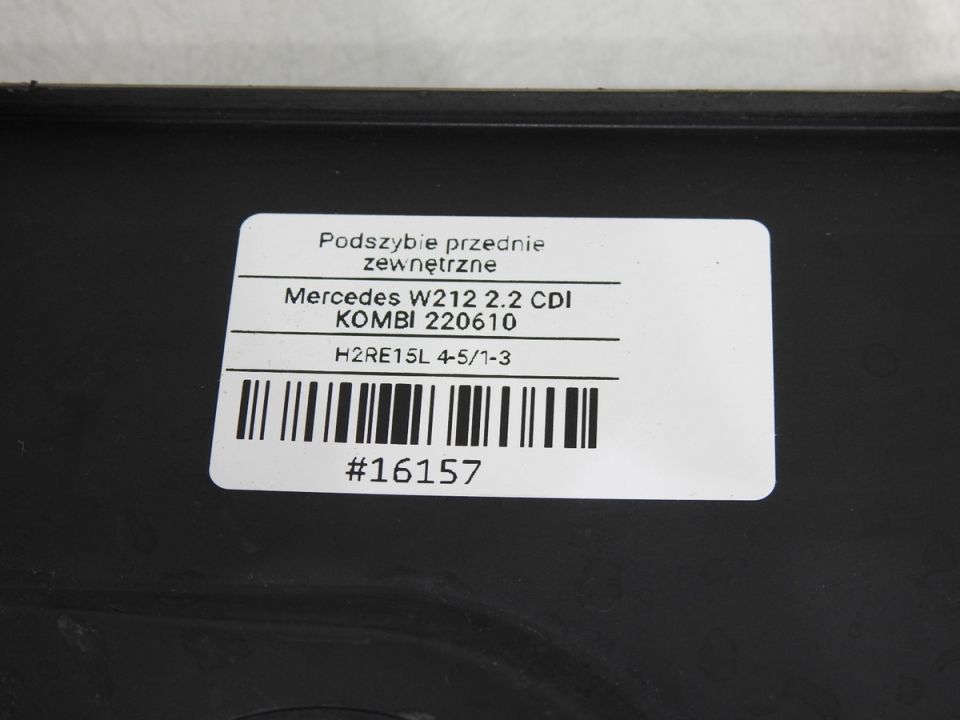 Podszybie przednie
zewnętrzne
Mercedes W212 2.2 CDI
KOMBI 220610
H2RE15L 4-5/1-3
#16157